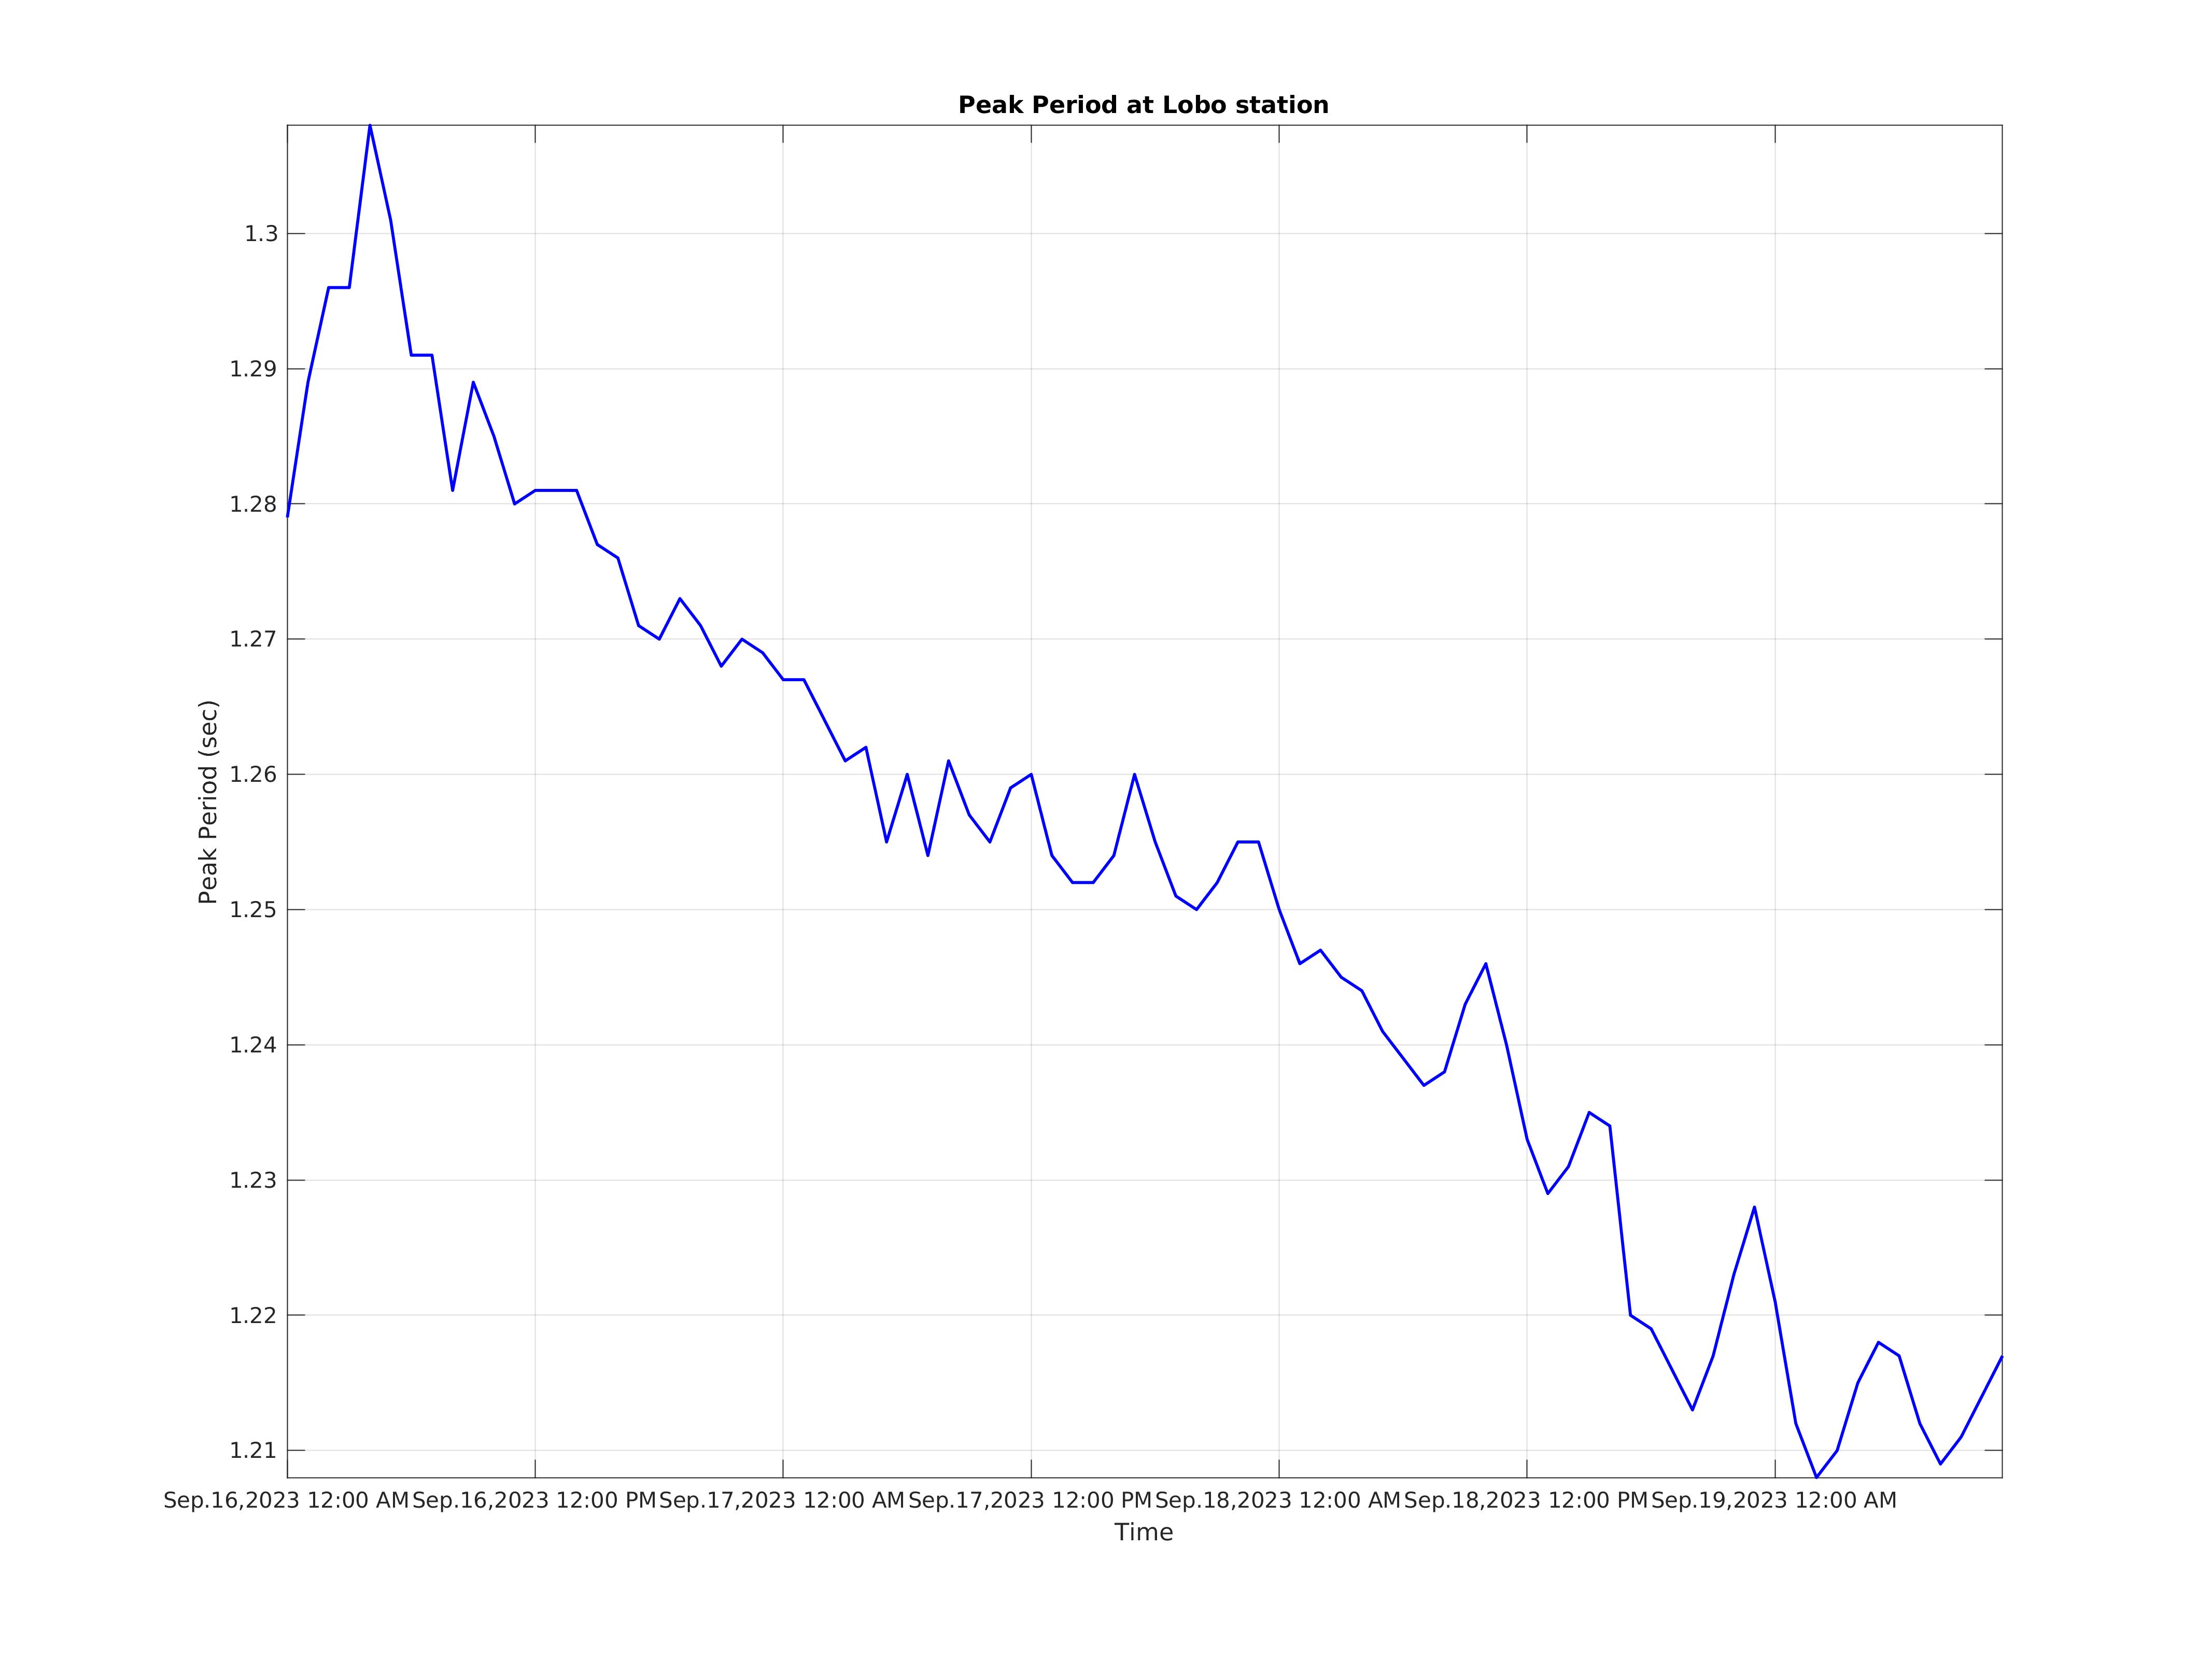 Peak Period at Lobo station
Peak Period (sec)
1.3
1.29
1.28
1.27
1.26
1.25
1.24
1.23
1.22
1.21
Sep.16,2023 12:00 AM Sep.16,2023 12:00 PM Sep.17,2023 12:00 AM Sep.17,2023 12:00 PM Sep.18,2023 12:00 AM Sep.18,2023 12:00 PM Sep.19,2023 12:00 AM
Time